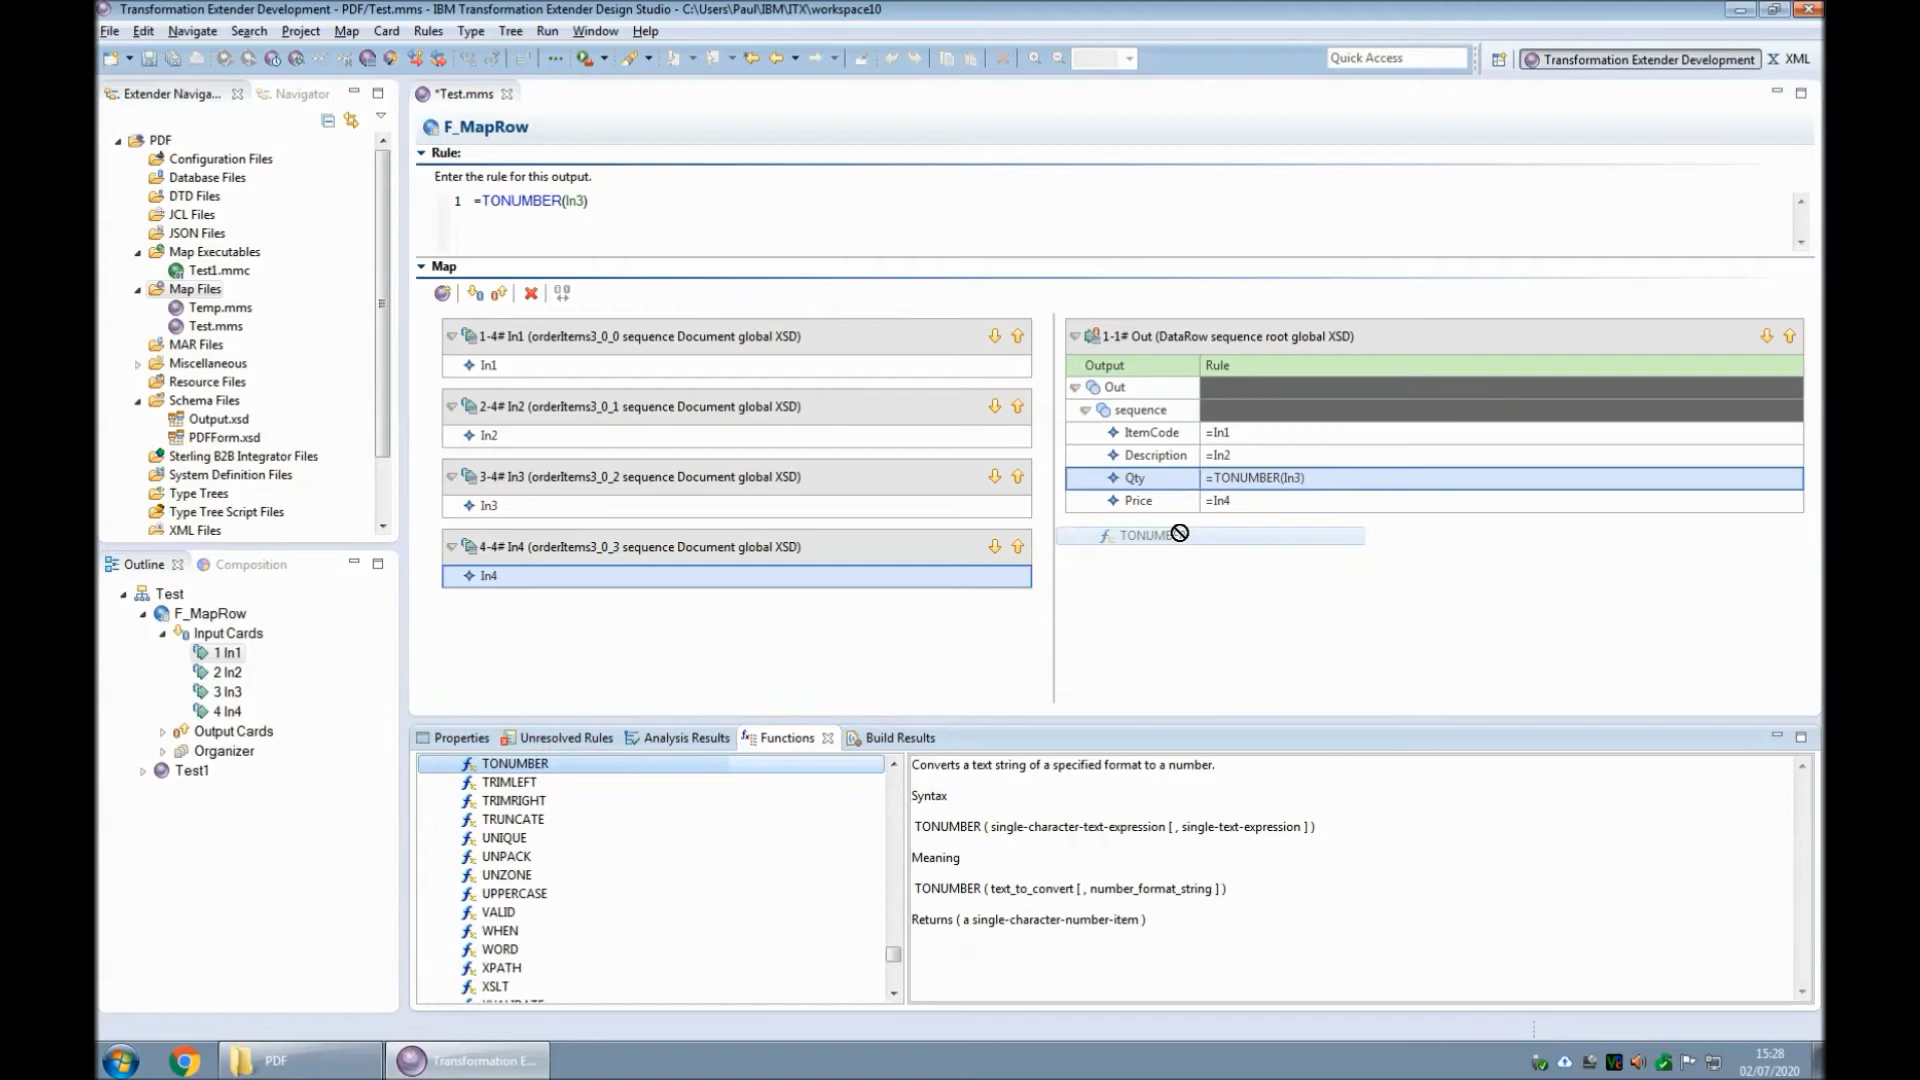 Transformation Extender Development - PDF/Test.mms - IBM Transformation Extender Design Studio - C:\Users\Paul\IBM\ITX\workspace10
File Edit Navigate Search Project Map Card Rules Type Tree Run Window Help
Quick Access
Transformation Extender Development
XML
Extender Naviga...
Navigator
PDF
Configuration Files
Database Files
DTD Files
JCL Files
JSON Files
Map Executables
Test1.mmc
Map Files
Temp.mms
Test.mms
MAR Files
Miscellaneous
Resource Files
Schema Files
Output.xsd
PDFForm.xsd
Sterling B2B Integrator Files
System Definition Files
Type Trees
Type Tree Script Files
XML Files
Outline
Composition
Test
F_MapRow
Input Cards
1 In1
2 In2
3 In3
4 In4
Output Cards
Organizer
Test1
*Test.mms
F_MapRow
Rule:
Enter the rule for this output.
1 =TONUMBER(In3)
Map
1-4# In1 (orderItems3_0_0 sequence Document global XSD)
In1
2-4# In2 (orderItems3_0_1 sequence Document global XSD)
In2
3-4# In3 (orderItems3_0_2 sequence Document global XSD)
In3
4-4# In4 (orderItems3_0_3 sequence Document global XSD)
In4
1-1# Out (DataRow sequence root global XSD)
Output Rule
Out
sequence
ItemCode =In1
Description =In2
Qty =TONUMBER(In3)
Price =In4
Properties
Unresolved Rules
Analysis Results
Functions
Build Results
TONUMBER
TRIMLEFT
TRIMRIGHT
TRUNCATE
UNIQUE
UNPACK
UNZONE
UPPERCASE
VALID
WHEN
WORD
XPATH
XSLT
Converts a text string of a specified format to a number.
Syntax
TONUMBER ( single-character-text-expression [ , single-text-expression ] )
Meaning
TONUMBER ( text_to_convert [ , number_format_string ] )
Returns ( a single-character-number-item )
PDF
Transformation E...
15:28
02/07/2020